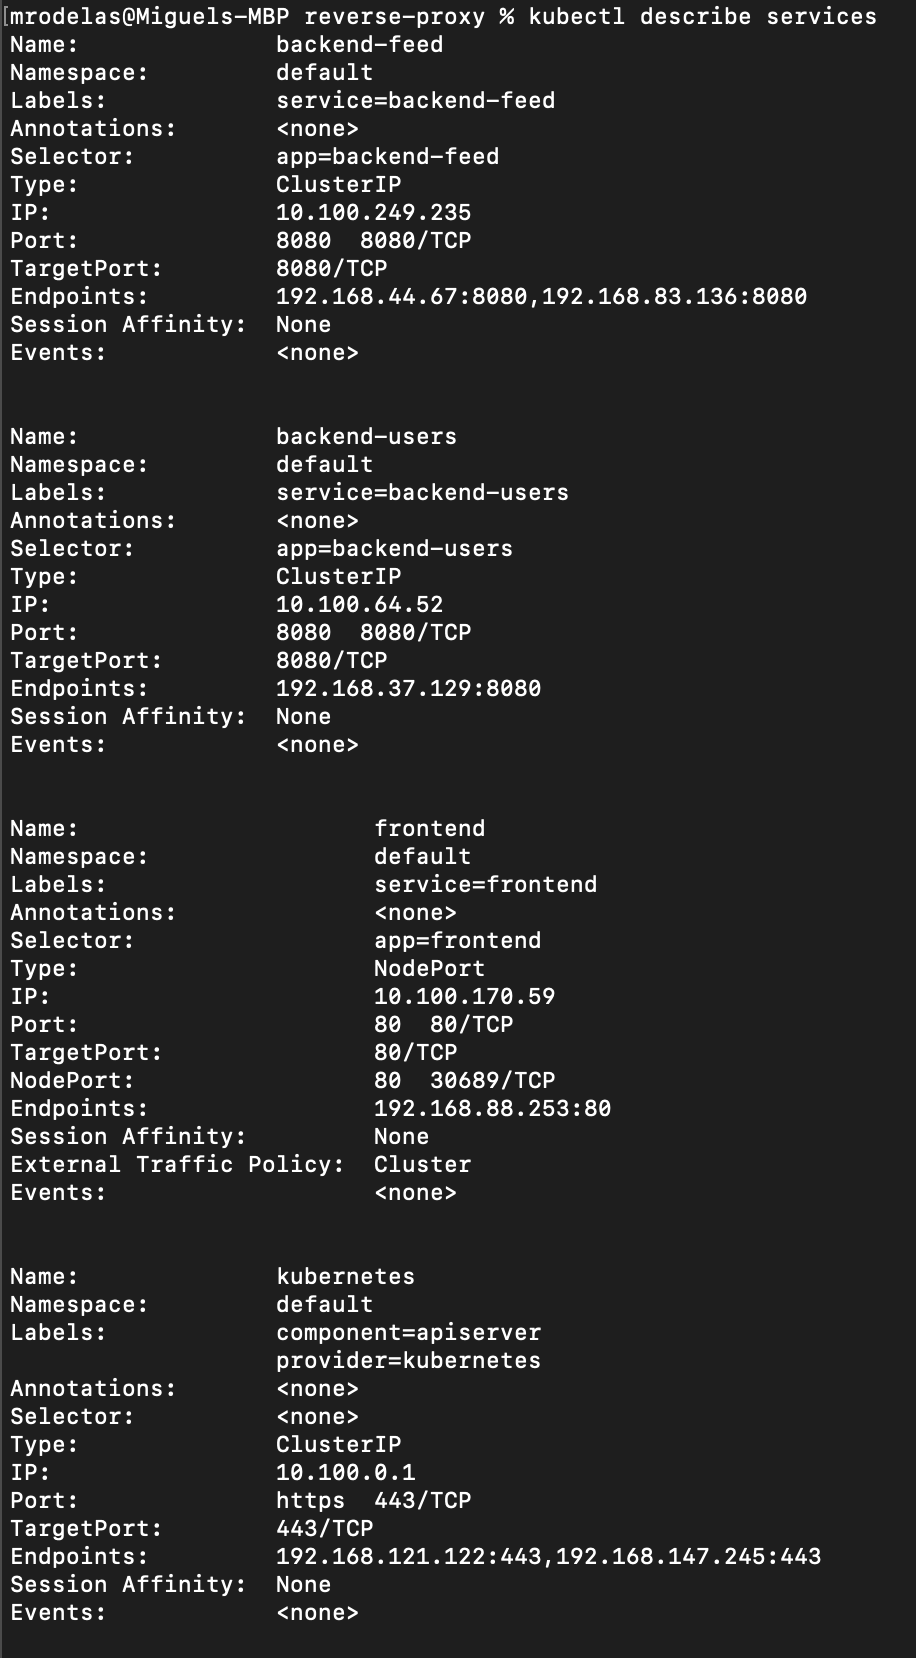 [mrodelas@Miguels-MBP reverse-proxy % kubectl describe services
Name:              backend-feed
Namespace:         default
Labels:            service=backend-feed
Annotations:       <none>
Selector:          app=backend-feed
Type:              ClusterIP
IP:                10.100.249.235
Port:              8080  8080/TCP
TargetPort:        8080/TCP
Endpoints:         192.168.44.67:8080,192.168.83.136:8080
Session Affinity:  None
Events:            <none>
Name:              backend-users
Namespace:         default
Labels:            service=backend-users
Annotations:       <none>
Selector:          app=backend-users
Type:              ClusterIP
IP:                10.100.64.52
Port:              8080  8080/TCP
TargetPort:        8080/TCP
Endpoints:         192.168.37.129:8080
Session Affinity:  None
Events:            <none>
Name:                     frontend
Namespace:                default
Labels:                   service=frontend
Annotations:              <none>
Selector:                 app=frontend
Type:                     NodePort
IP:                       10.100.170.59
Port:                     80  80/TCP
TargetPort:               80/TCP
NodePort:                 80  30689/TCP
Endpoints:                192.168.88.253:80
Session Affinity:         None
External Traffic Policy:  Cluster
Events:                   <none>
Name:              kubernetes
Namespace:         default
Labels:            component=apiserver
                   provider=kubernetes
Annotations:       <none>
Selector:          <none>
Type:              ClusterIP
IP:                10.100.0.1
Port:              https  443/TCP
TargetPort:        443/TCP
Endpoints:         192.168.121.122:443,192.168.147.245:443
Session Affinity:  None
Events:            <none>